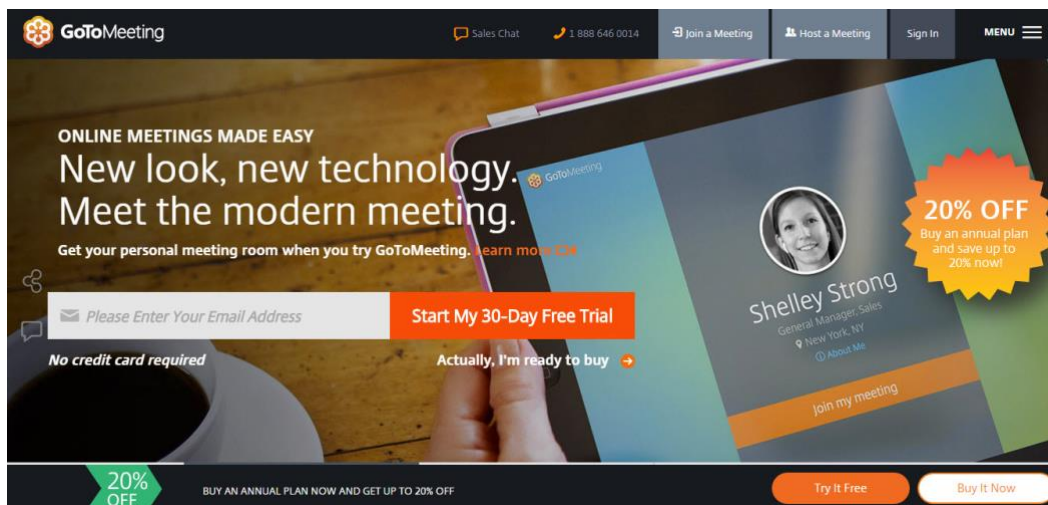 GoToMeeting
Sales Chat
1 888 646 0014
Join a Meeting
Host a Meeting
Sign In
MENU
ONLINE MEETINGS MADE EASY
New look, new technology.
Meet the modern meeting.
Get your personal meeting room when you try GoToMeeting. Learn more
Please Enter Your Email Address
Start My 30-Day Free Trial
No credit card required
Actually, I'm ready to buy
GoToMeeting
Shelley Strong
General Manager, Sales
New York, NY
About Me
Join my meeting
20% OFF
Buy an annual plan
and save up to
20% now!
20%
OFF
BUY AN ANNUAL PLAN NOW AND GET UP TO 20% OFF
Try It Free
Buy It Now